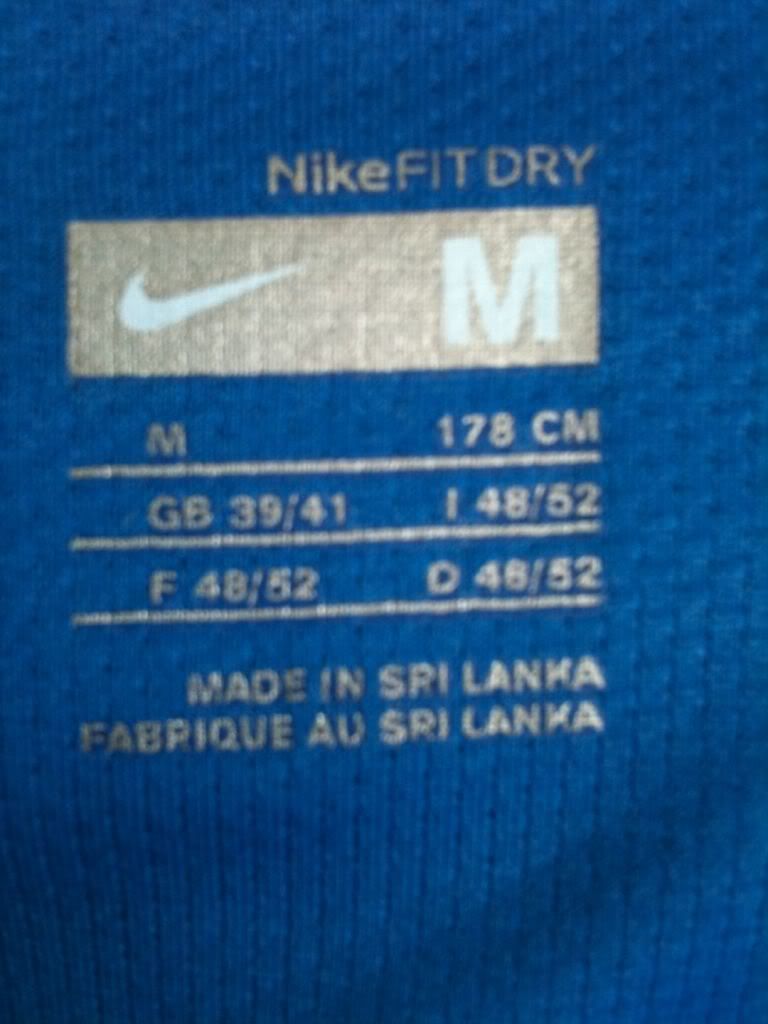 NikeFITDRY
M
M 178 CM
GB 39/41 I 48/52
F 48/52 D 48/52
MADE IN SRI LANKA
FABRIQUE AU SRI LANKA